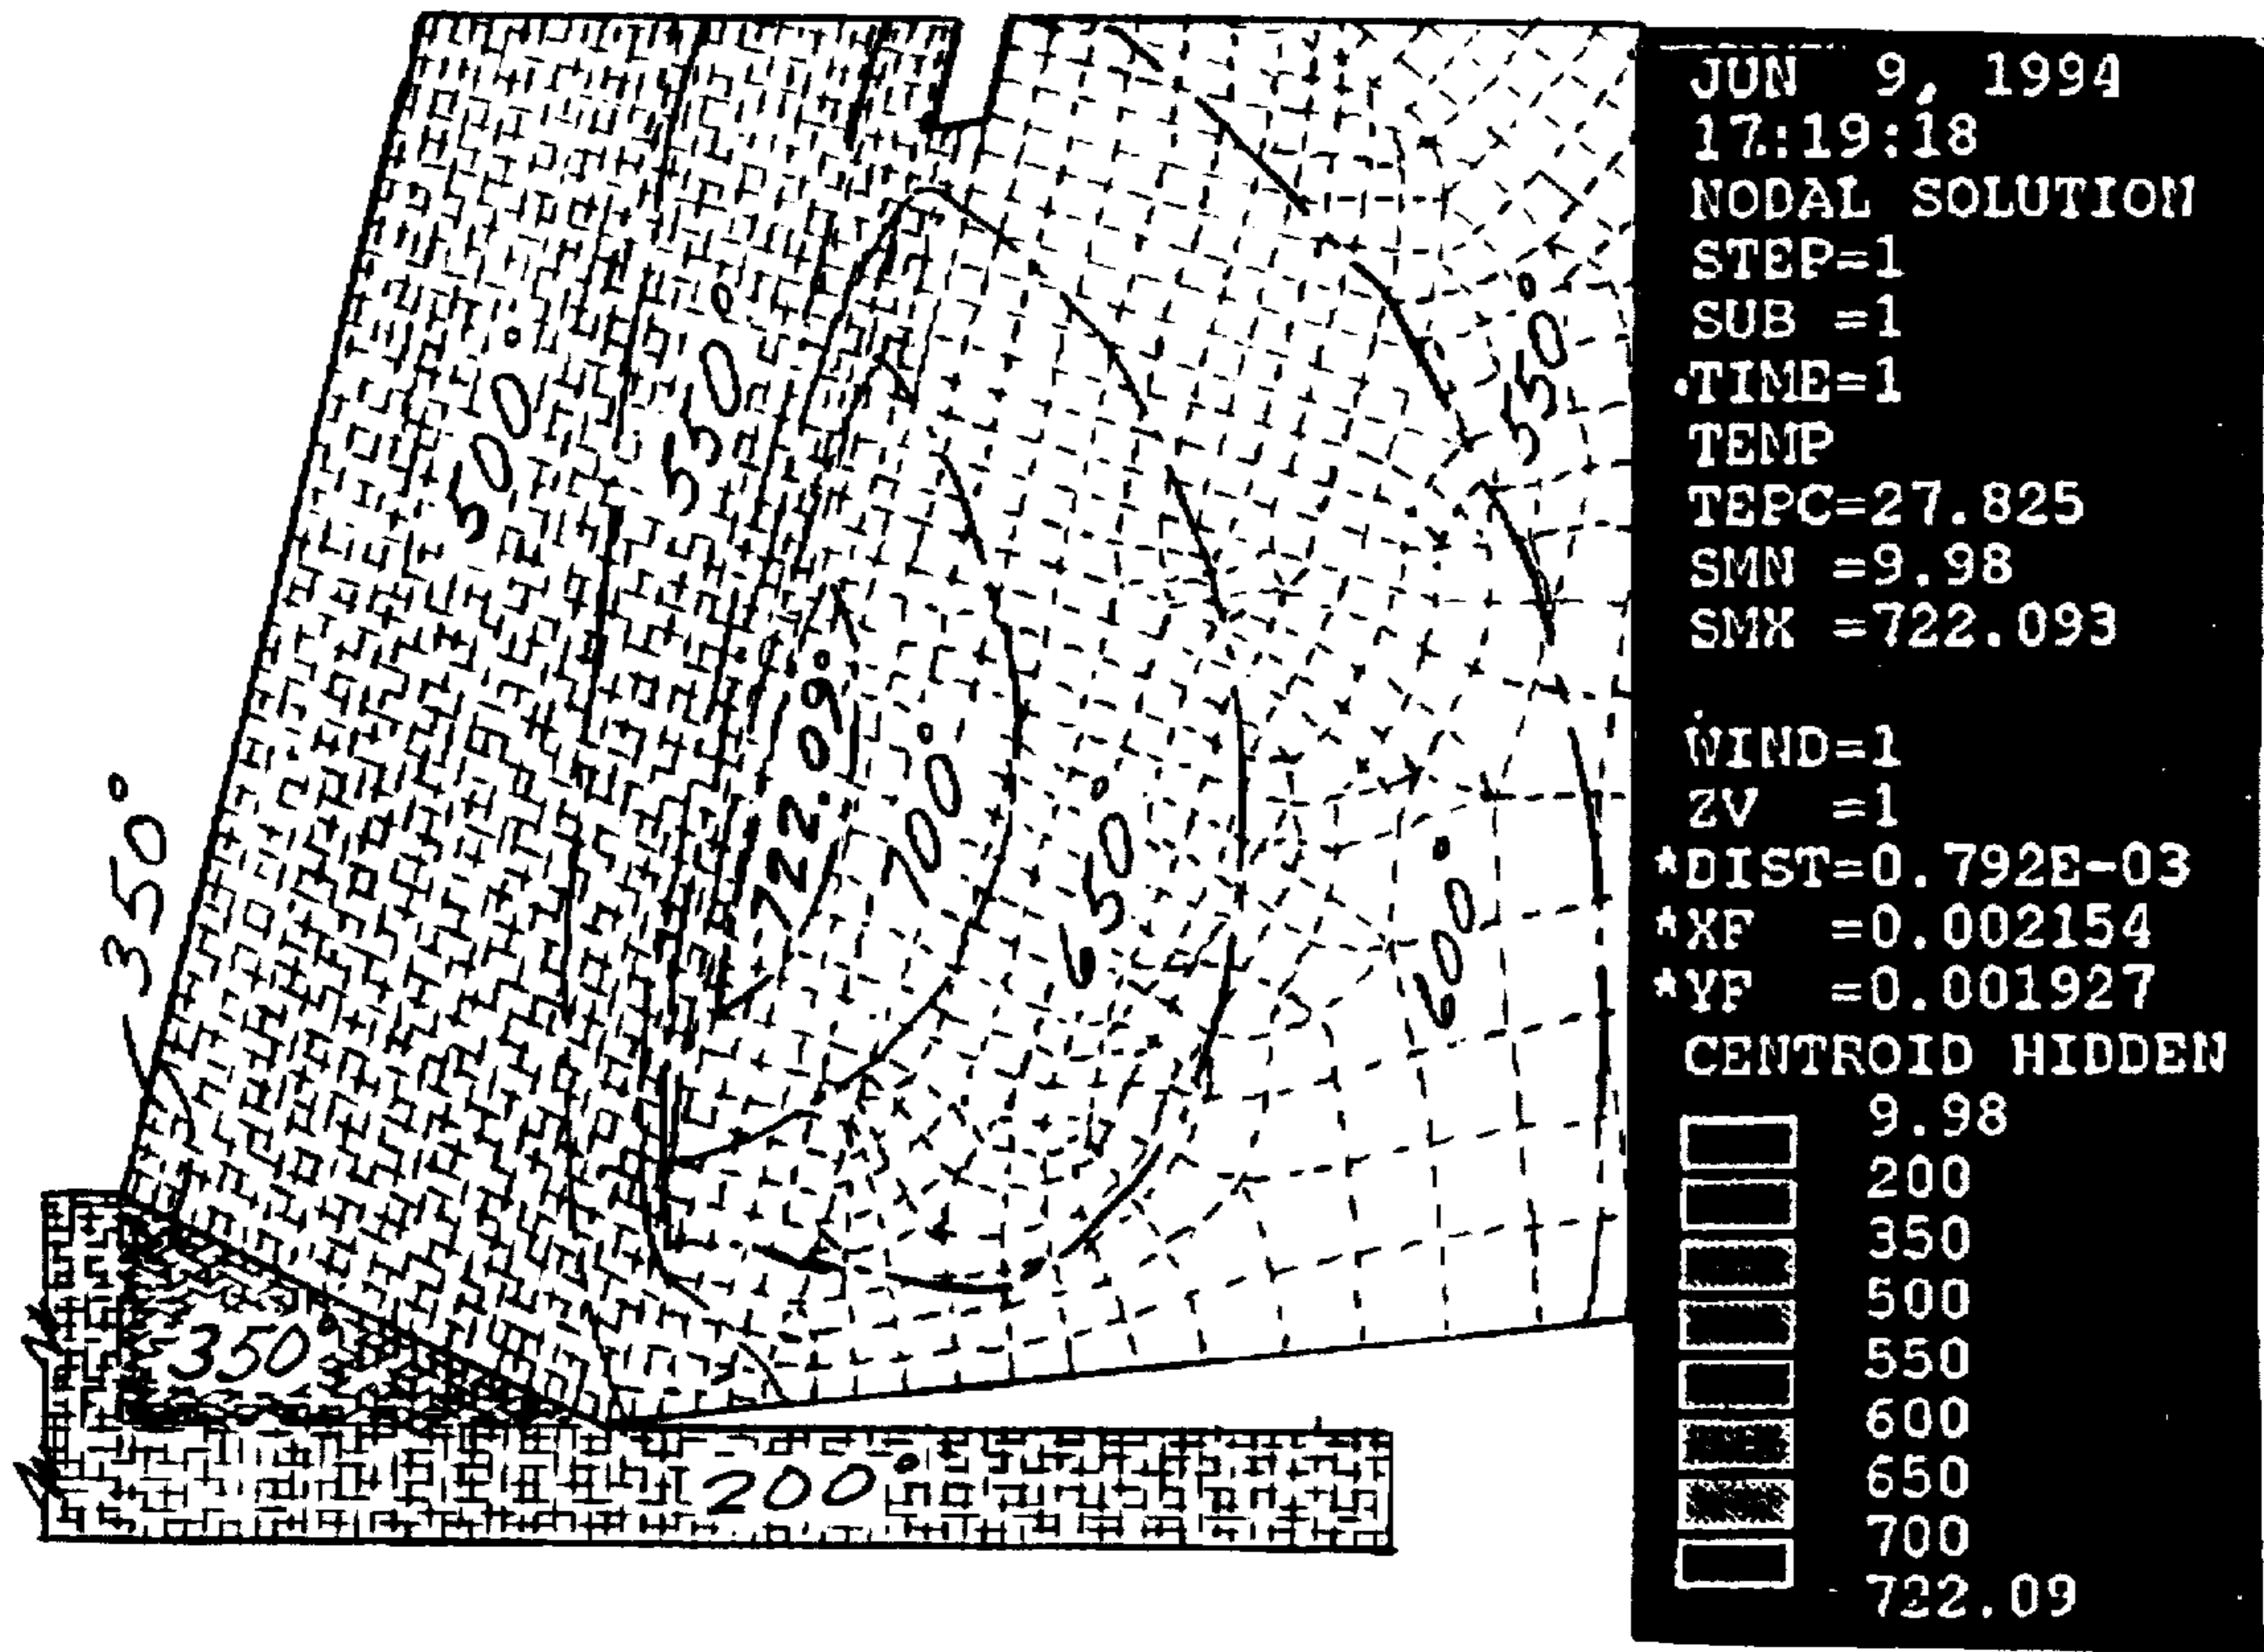 500°
550°
550°
722.09°
700°
650°
600°
350°
350°
200°
JUN 9, 1994
17:19:18
NODAL SOLUTION
STEP=1
SUB =1
TIME=1
TEMP
TEPC=27.825
SMN =9.98
SMX =722.093
WIND=1
ZV =1
*DIST=0.792E-03
*XF =0.002154
*YF =0.001927
CENTROID HIDDEN
9.98
200
350
500
550
600
650
700
722.09